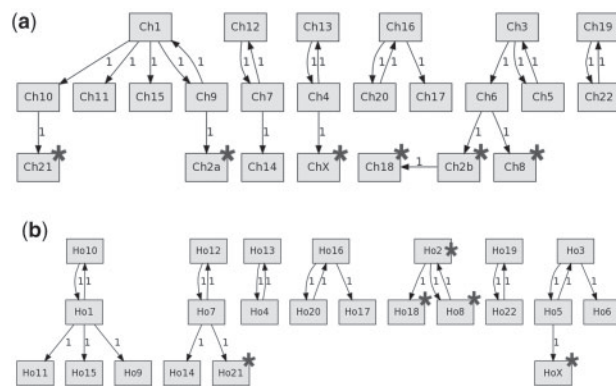 (a)
Ch1 Ch12 Ch13 Ch16 Ch3 Ch19
1 1 1 1 1 1 1 1 1 1 1 1 1 1 1 1 1
Ch10 Ch11 Ch15 Ch9 Ch7 Ch4 Ch20 Ch17 Ch6 Ch5 Ch22
1 1 1 1 1 1
Ch21* Ch2a* Ch14 ChX* Ch18* 1 Ch2b* Ch8*
(b)
Ho10 Ho12 Ho13 Ho16 Ho2* Ho19 Ho3
1 1 1 1 1 1 1 1 1 1 1 1 1 1 1 1 1
Ho1 Ho7 Ho4 Ho20 Ho17 Ho18* Ho8* Ho22 Ho5 Ho6
1 1 1 1 1 1
Ho11 Ho15 Ho9 Ho14 Ho21* HoX*